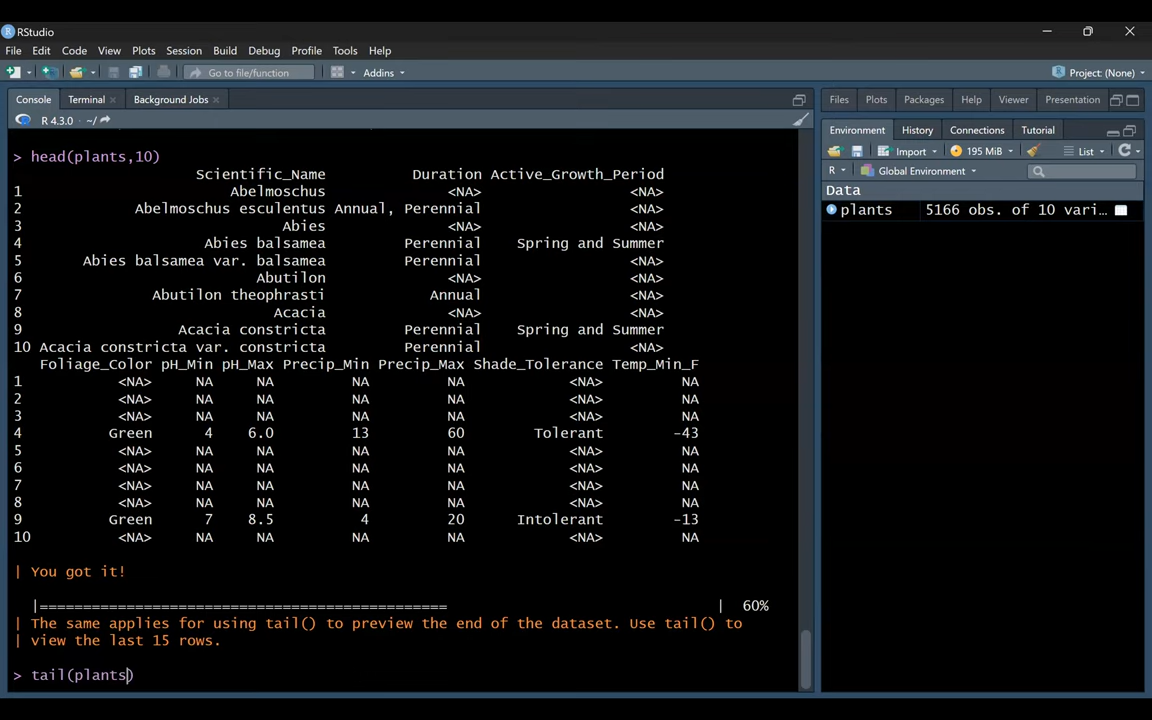 RStudio
File Edit Code View Plots Session Build Debug Profile Tools Help
Go to file/function Addins Project: (None)
Console Terminal Background Jobs
R 4.3.0 · ~/
> head(plants,10)
Scientific_Name Duration Active_Growth_Period
1 Abelmoschus <NA> <NA>
2 Abelmoschus esculentus Annual, Perennial <NA>
3 Abies <NA> <NA>
4 Abies balsamea Perennial Spring and Summer
5 Abies balsamea var. balsamea Perennial <NA>
6 Abutilon <NA> <NA>
7 Abutilon theophrasti Annual <NA>
8 Acacia <NA> <NA>
9 Acacia constricta Perennial Spring and Summer
10 Acacia constricta var. constricta Perennial <NA>
Foliage_Color pH_Min pH_Max Precip_Min Precip_Max Shade_Tolerance Temp_Min_F
1 <NA> NA NA NA NA <NA> NA
2 <NA> NA NA NA NA <NA> NA
3 <NA> NA NA NA NA <NA> NA
4 Green 4 6.0 13 60 Tolerant -43
5 <NA> NA NA NA NA <NA> NA
6 <NA> NA NA NA NA <NA> NA
7 <NA> NA NA NA NA <NA> NA
8 <NA> NA NA NA NA <NA> NA
9 Green 7 8.5 4 20 Intolerant -13
10 <NA> NA NA NA NA <NA> NA
| You got it!
|================================================ | 60%
| The same applies for using tail() to preview the end of the dataset. Use tail() to
| view the last 15 rows.
> tail(plants)
Files Plots Packages Help Viewer Presentation
Environment History Connections Tutorial
Import 195 MiB List
R Global Environment
Data
plants 5166 obs. of 10 vari…